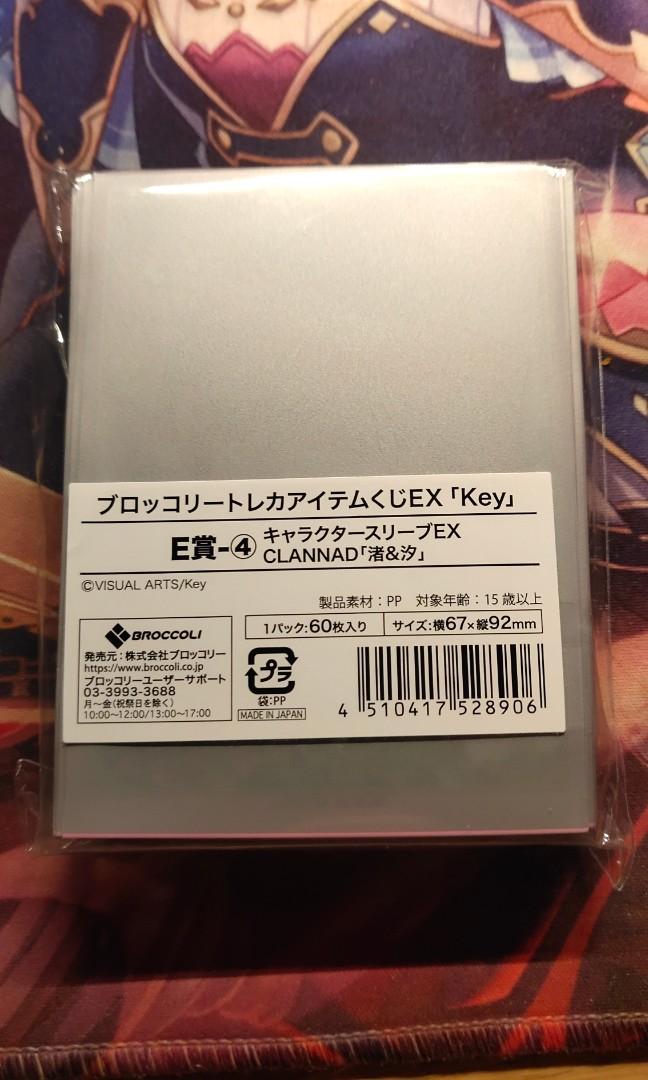 ブロッコリートレカアイテムくじEX「Key」
E賞-④ キャラクタースリーブEX
CLANNAD「渚&汐」
©VISUAL ARTS/Key
製品素材：PP 対象年齢：15歳以上
1パック：60枚入り サイズ：横67×縦92mm
BROCCOLI
発売元：株式会社ブロッコリー
https://www.broccoli.co.jp
ブロッコリーユーザーサポート
03-3993-3688
月～金（祝祭日を除く）
10:00～12:00/13:00～17:00
プラ
袋：PP
MADE IN JAPAN
4 510417 528906